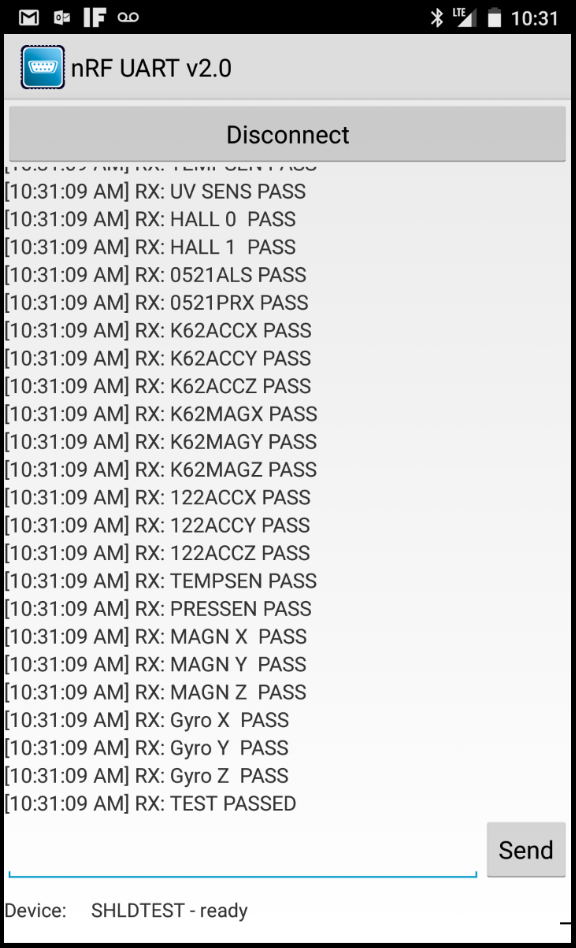 IF
LTE
10:31
nRF UART v2.0
Disconnect
[10:31:09 AM] RX: TEMPSEN PASS
[10:31:09 AM] RX: UV SENS PASS
[10:31:09 AM] RX: HALL 0  PASS
[10:31:09 AM] RX: HALL 1  PASS
[10:31:09 AM] RX: 0521ALS PASS
[10:31:09 AM] RX: 0521PRX PASS
[10:31:09 AM] RX: K62ACCX PASS
[10:31:09 AM] RX: K62ACCY PASS
[10:31:09 AM] RX: K62ACCZ PASS
[10:31:09 AM] RX: K62MAGX PASS
[10:31:09 AM] RX: K62MAGY PASS
[10:31:09 AM] RX: K62MAGZ PASS
[10:31:09 AM] RX: 122ACCX PASS
[10:31:09 AM] RX: 122ACCY PASS
[10:31:09 AM] RX: 122ACCZ PASS
[10:31:09 AM] RX: TEMPSEN PASS
[10:31:09 AM] RX: PRESSEN PASS
[10:31:09 AM] RX: MAGN X  PASS
[10:31:09 AM] RX: MAGN Y  PASS
[10:31:09 AM] RX: MAGN Z  PASS
[10:31:09 AM] RX: Gyro X  PASS
[10:31:09 AM] RX: Gyro Y  PASS
[10:31:09 AM] RX: Gyro Z  PASS
[10:31:09 AM] RX: TEST PASSED
Send
Device: SHLDTEST - ready